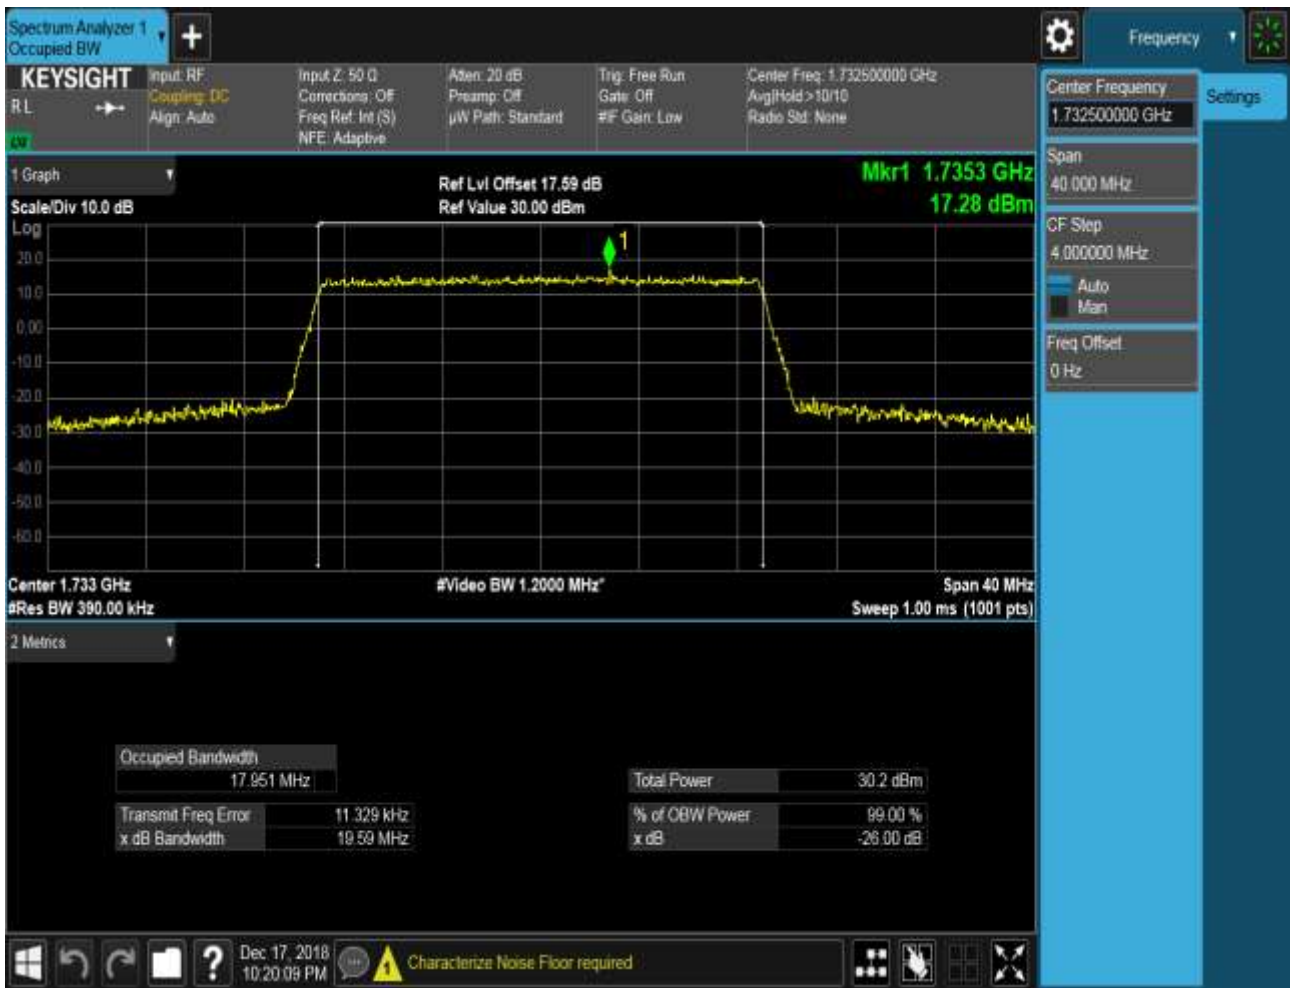 Spectrum Analyzer 1
Occupied BW
Frequency
KEYSIGHT
R L
Input: RF
Coupling: DC
Align: Auto
Input Z: 50 Ω
Corrections: Off
Freq Ref: Int (S)
NFE: Adaptive
Atten: 20 dB
Preamp: Off
µW Path: Standard
Trig: Free Run
Gate: Off
#IF Gain: Low
Center Freq: 1.732500000 GHz
Avg|Hold:>10/10
Radio Std: None
Center Frequency
1.732500000 GHz
Settings
Span
40.000 MHz
CF Step
4.000000 MHz
Auto
Man
Freq Offset
0 Hz
1 Graph
Scale/Div 10.0 dB
Ref Lvl Offset 17.59 dB
Ref Value 30.00 dBm
Mkr1 1.7353 GHz
17.28 dBm
Log
20.0
10.0
0.00
-10.0
-20.0
-30.0
-40.0
-50.0
-60.0
1
Center 1.733 GHz
#Res BW 390.00 kHz
#Video BW 1.2000 MHz*
Span 40 MHz
Sweep 1.00 ms (1001 pts)
2 Metrics
Occupied Bandwidth
17.951 MHz
Transmit Freq Error 11.329 kHz
x dB Bandwidth 19.59 MHz
Total Power 30.2 dBm
% of OBW Power 99.00 %
x dB -26.00 dB
?
Dec 17, 2018
10:20:09 PM
1
Characterize Noise Floor required